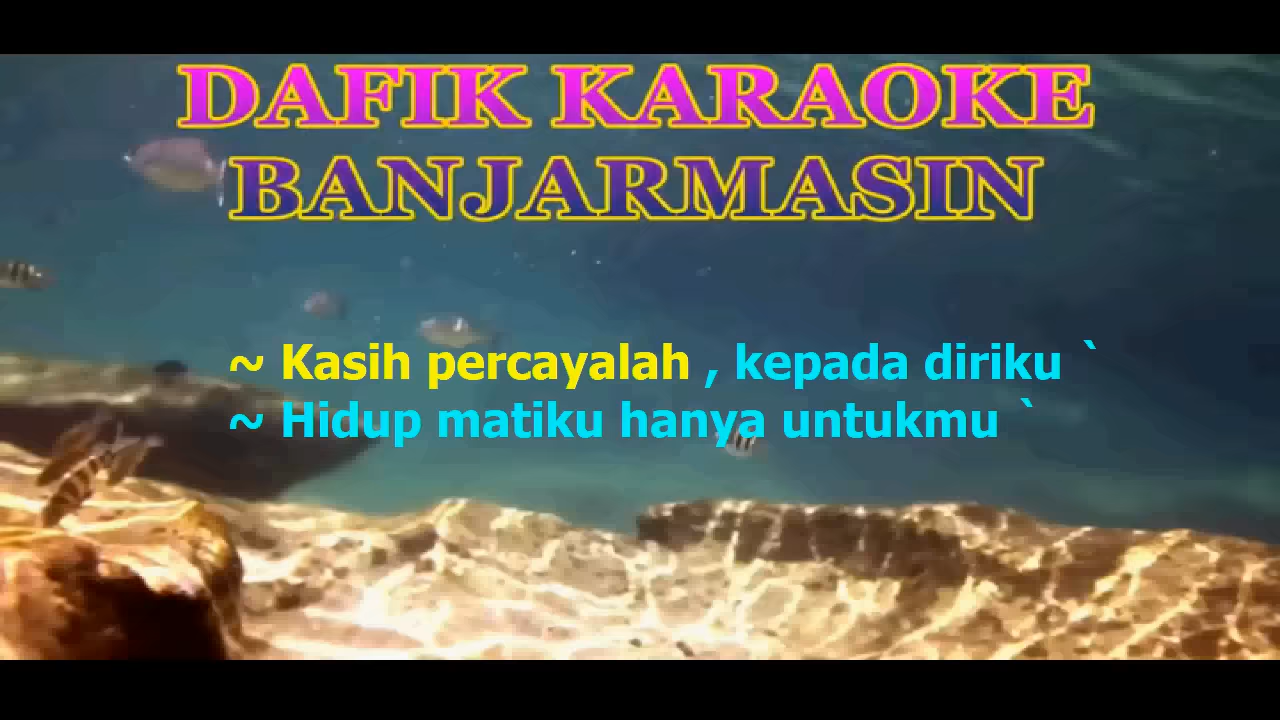 DAFIK KARAOKE
BANJARMASIN
~ Kasih percayalah , kepada diriku `
~ Hidup matiku hanya untukmu `